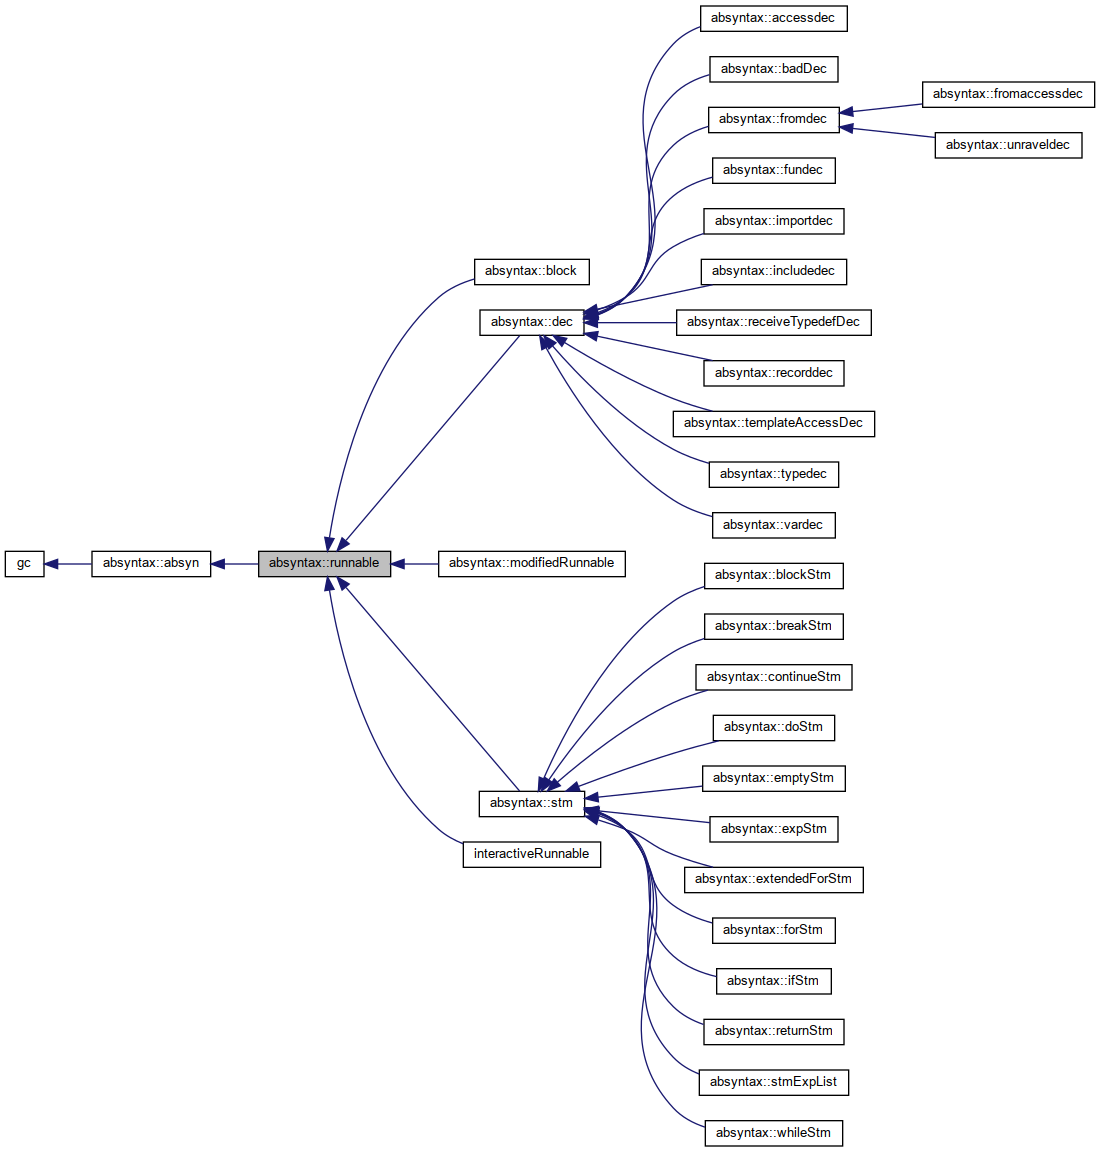 absyntax::accessdec
absyntax::badDec
absyntax::fromdec
absyntax::fromaccessdec
absyntax::unraveldec
absyntax::fundec
absyntax::importdec
absyntax::block
absyntax::includedec
absyntax::dec
absyntax::receiveTypedefDec
absyntax::recorddec
absyntax::templateAccessDec
absyntax::typedec
absyntax::vardec
gc
absyntax::absyn
absyntax::runnable
absyntax::modifiedRunnable
absyntax::blockStm
absyntax::breakStm
absyntax::continueStm
absyntax::doStm
absyntax::emptyStm
absyntax::stm
absyntax::expStm
interactiveRunnable
absyntax::extendedForStm
absyntax::forStm
absyntax::ifStm
absyntax::returnStm
absyntax::stmExpList
absyntax::whileStm